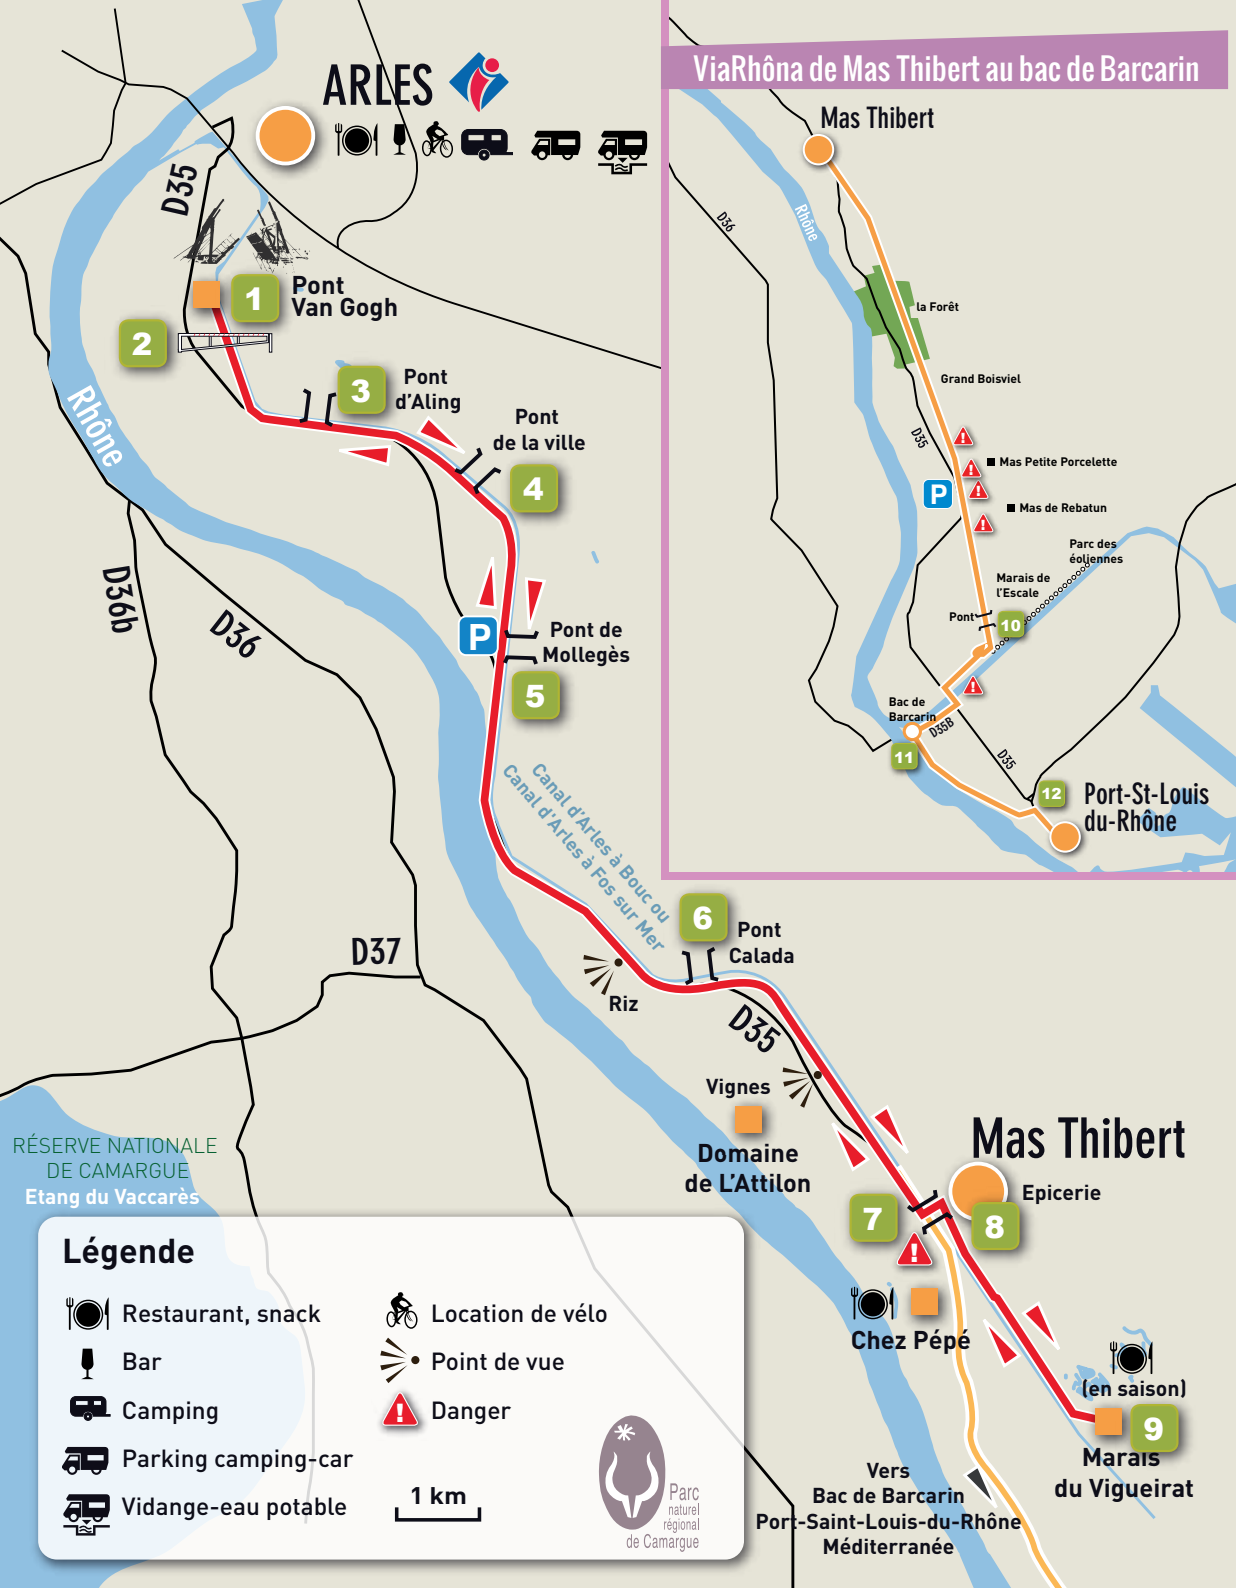 ARLES
D35
1
Pont
Van Gogh
2
3
Pont
d'Aling
Pont
de la ville
4
Rhône
D36b
D36
P
Pont de
Mollegès
5
Canal d'Arles à Bouc ou
Canal d'Arles à Fos sur Mer
6
Pont
Calada
D37
Riz
D35
Vignes
Domaine
de L'Attilon
Mas Thibert
Epicerie
7
8
!
Chez Pépé
(en saison)
9
Marais
du Vigueirat
Vers
Bac de Barcarin
Port-Saint-Louis-du-Rhône
Méditerranée
RÉSERVE NATIONALE
DE CAMARGUE
Etang du Vaccarès
Légende
Restaurant, snack
Bar
Camping
Parking camping-car
Vidange-eau potable
Location de vélo
Point de vue
! Danger
1 km
Parc
naturel
régional
de Camargue
ViaRhôna de Mas Thibert au bac de Barcarin
Mas Thibert
D36
Rhône
la Forêt
Grand Boisviel
D35
!
!
Mas Petite Porcelette
P
!
Mas de Rebatun
!
Parc des
éoliennes
Marais de
l'Escale
Pont
10
!
Bac de
Barcarin
D35B
11
D35
12
Port-St-Louis
du-Rhône